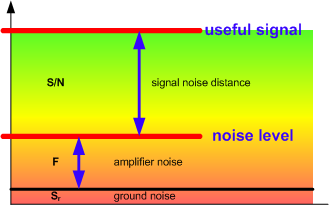 useful signal
S/N signal noise distance
noise level
F amplifier noise
Sr ground noise